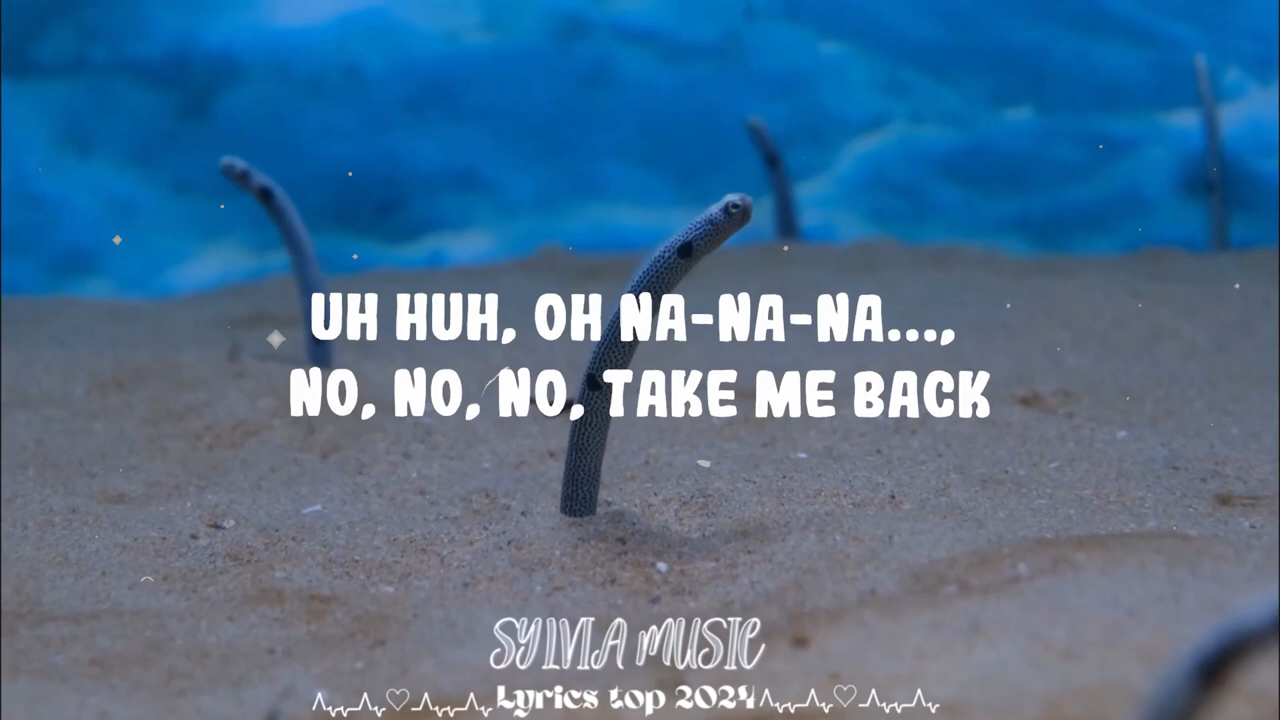 UH HUH, OH NA-NA-NA...,
NO, NO, NO, TAKE ME BACK
SYLVIA MUSIC
Lyrics top 2024